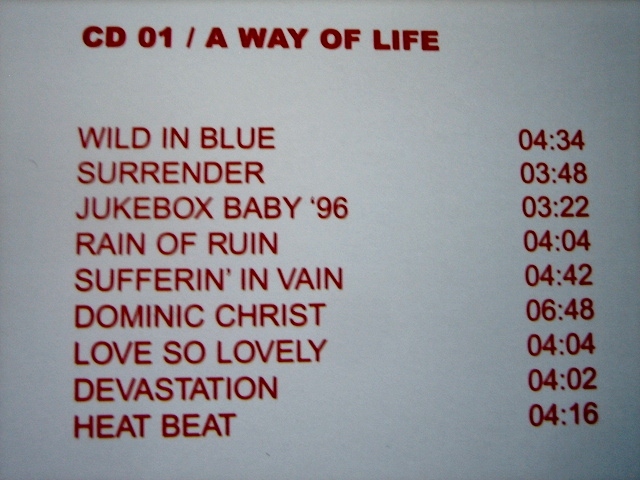 CD 01 / A WAY OF LIFE
WILD IN BLUE 04:34
SURRENDER 03:48
JUKEBOX BABY ‘96 03:22
RAIN OF RUIN 04:04
SUFFERIN’ IN VAIN 04:42
DOMINIC CHRIST 06:48
LOVE SO LOVELY 04:04
DEVASTATION 04:02
HEAT BEAT 04:16